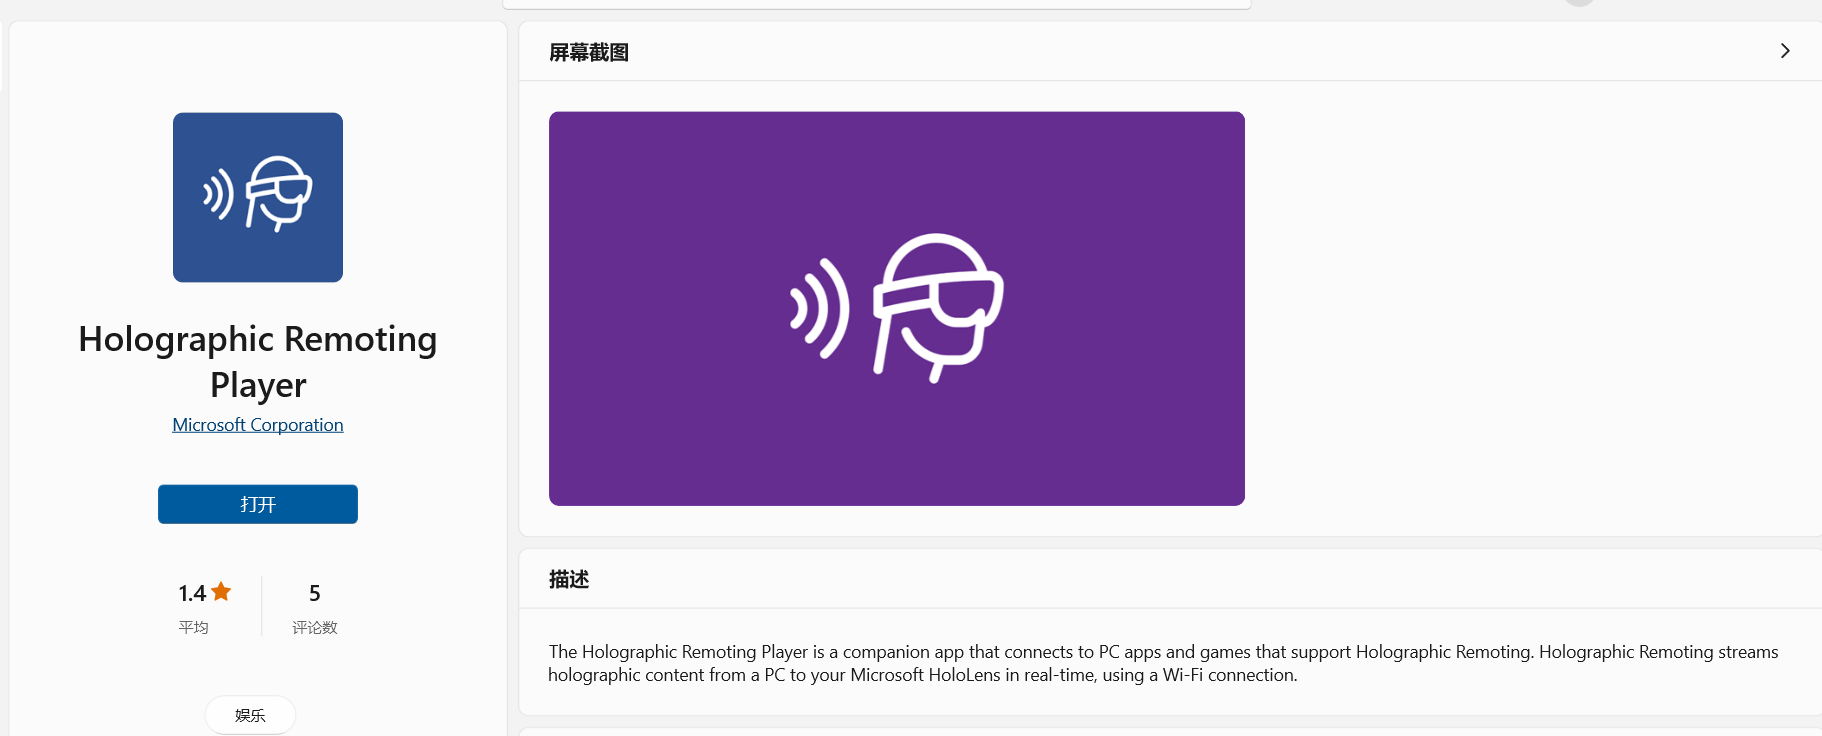 Holographic Remoting
Player
Microsoft Corporation
打开
1.4
5
平均
评论数
娱乐
屏幕截图
描述
The Holographic Remoting Player is a companion app that connects to PC apps and games that support Holographic Remoting. Holographic Remoting streams
holographic content from a PC to your Microsoft HoloLens in real-time, using a Wi-Fi connection.